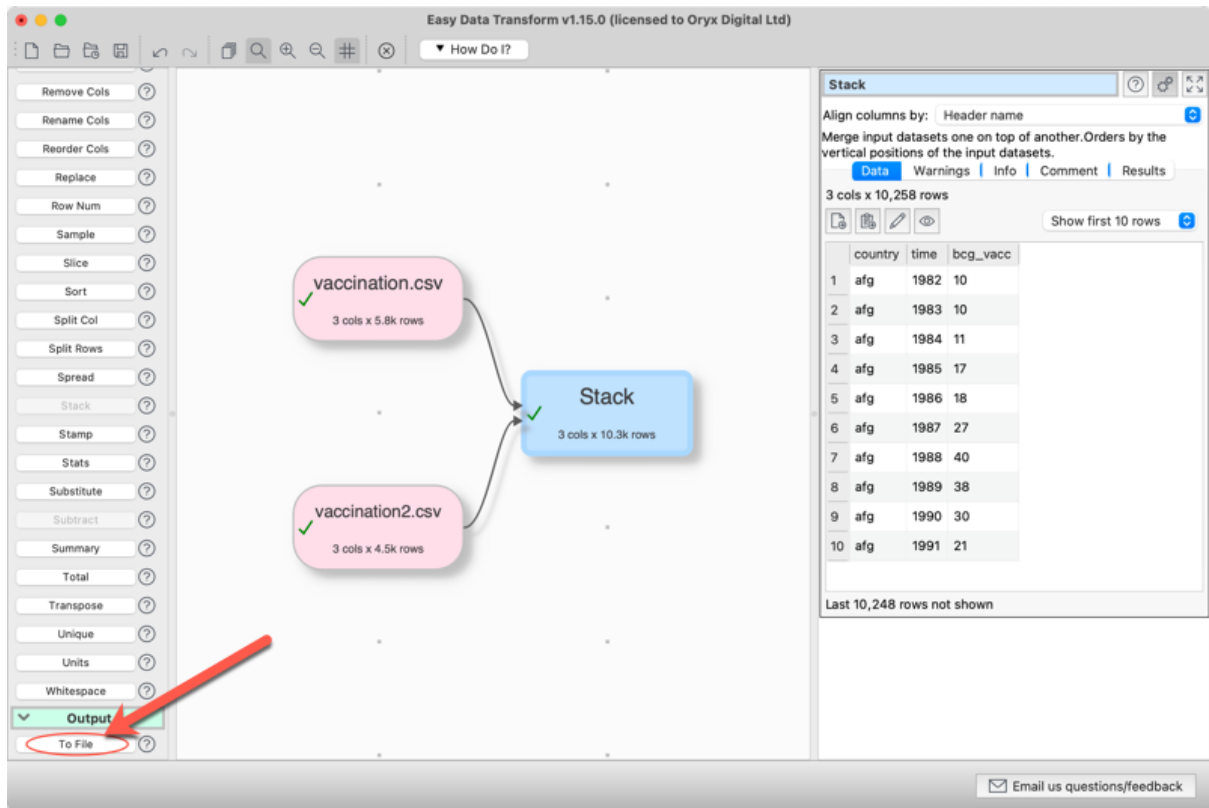 Easy Data Transform v1.15.0 (licensed to Oryx Digital Ltd)
▼ How Do I?
Remove Cols
Rename Cols
Reorder Cols
Replace
Row Num
Sample
Slice
Sort
Split Col
Split Rows
Spread
Stack
Stamp
Stats
Substitute
Subtract
Summary
Total
Transpose
Unique
Units
Whitespace
Output
To File
vaccination.csv
3 cols x 5.8k rows
vaccination2.csv
3 cols x 4.5k rows
Stack
3 cols x 10.3k rows
Stack
Align columns by: Header name
Merge input datasets one on top of another.Orders by the
vertical positions of the input datasets.
Data Warnings Info Comment Results
3 cols x 10,258 rows
Show first 10 rows
country time bcg_vacc
1 afg 1982 10
2 afg 1983 10
3 afg 1984 11
4 afg 1985 17
5 afg 1986 18
6 afg 1987 27
7 afg 1988 40
8 afg 1989 38
9 afg 1990 30
10 afg 1991 21
Last 10,248 rows not shown
Email us questions/feedback